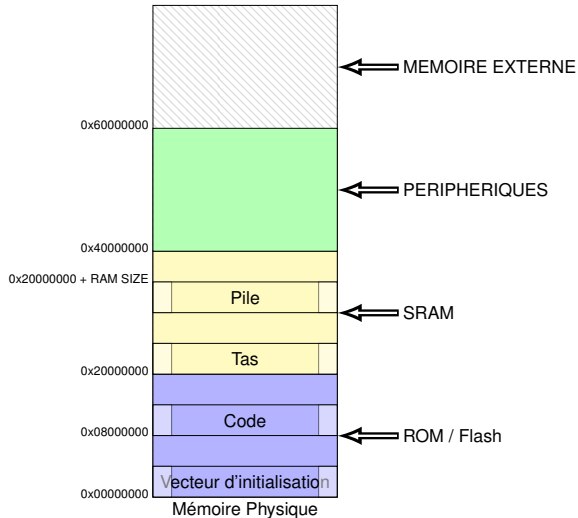 MEMOIRE EXTERNE
0x60000000
PERIPHERIQUES
0x40000000
0x20000000 + RAM SIZE
Pile
SRAM
Tas
0x20000000
Code
0x08000000
ROM / Flash
Vecteur d'initialisation
0x00000000
Mémoire Physique